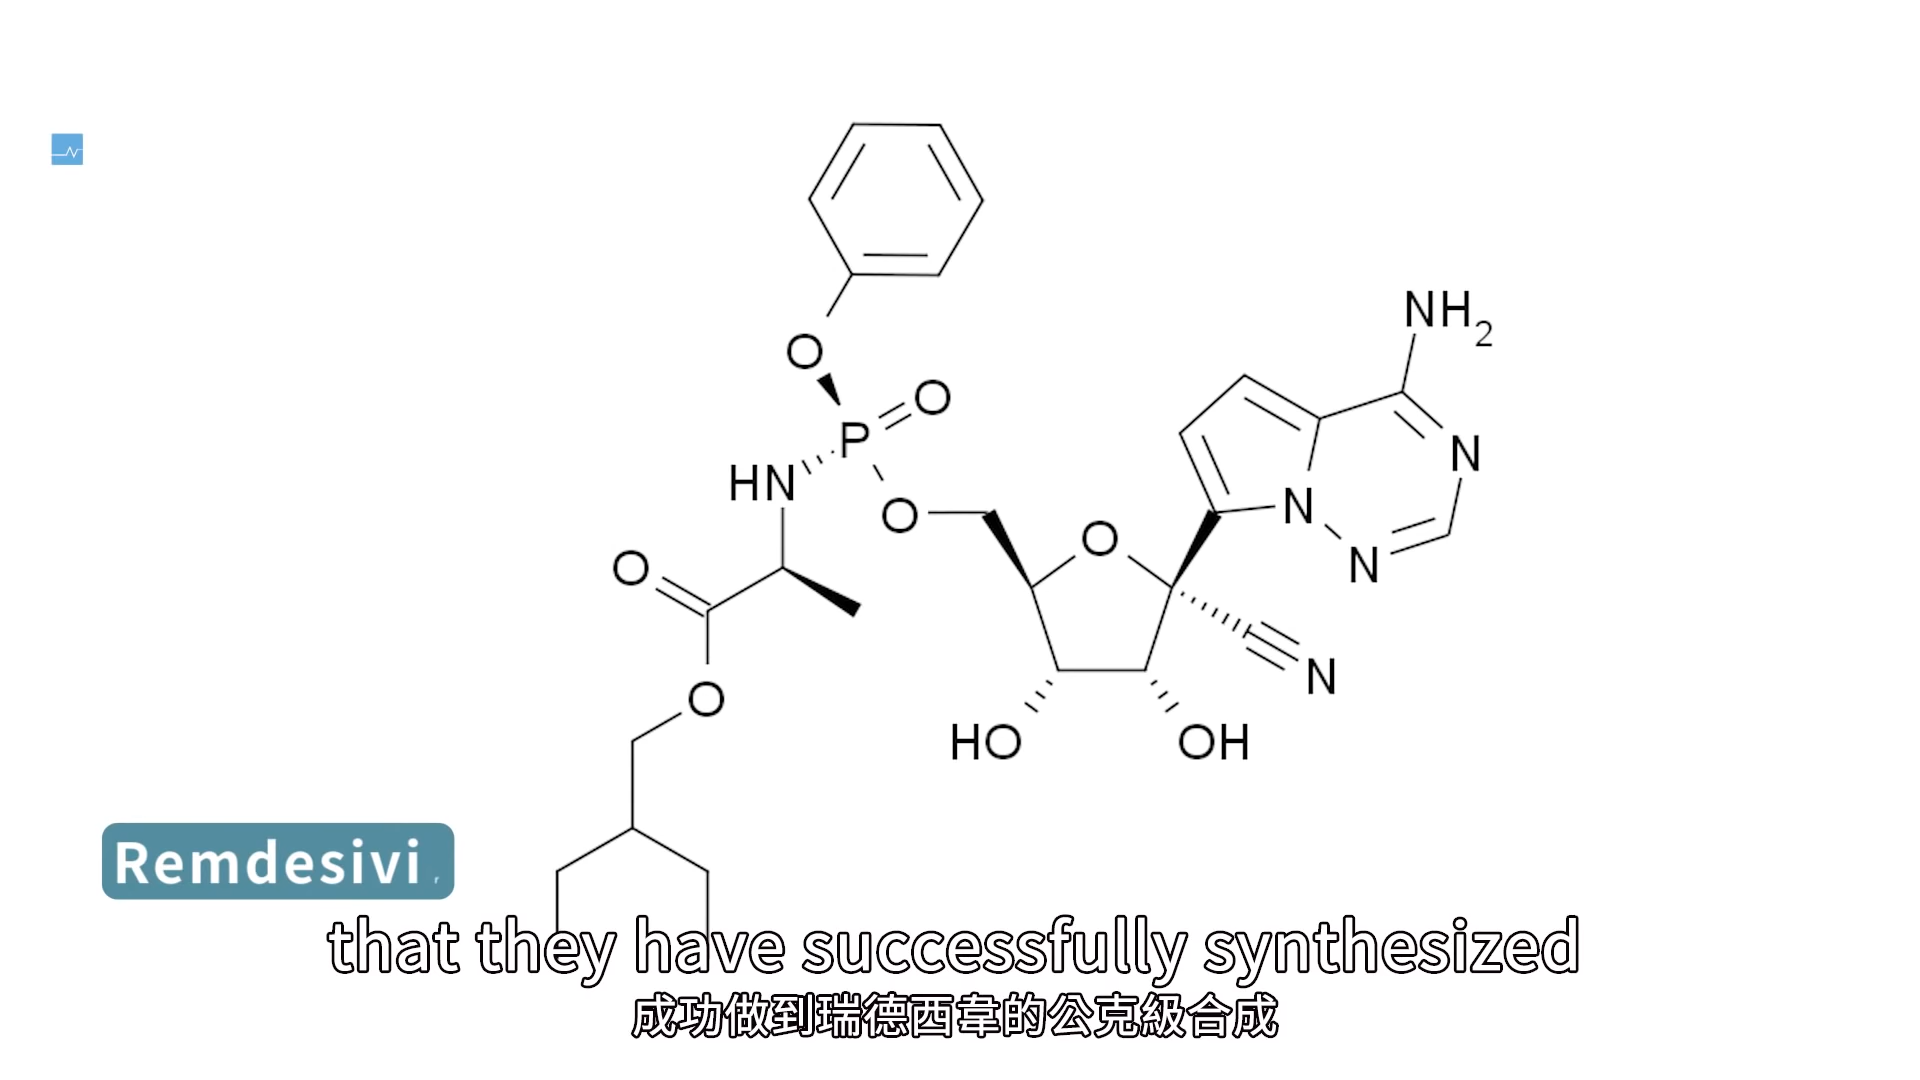 O
NH2
O
P
N
HN
O
N
O
O
N
N
O
HO
OH
Remdesivir
that they have successfully synthesized
成功做到瑞德西韋的公克級合成